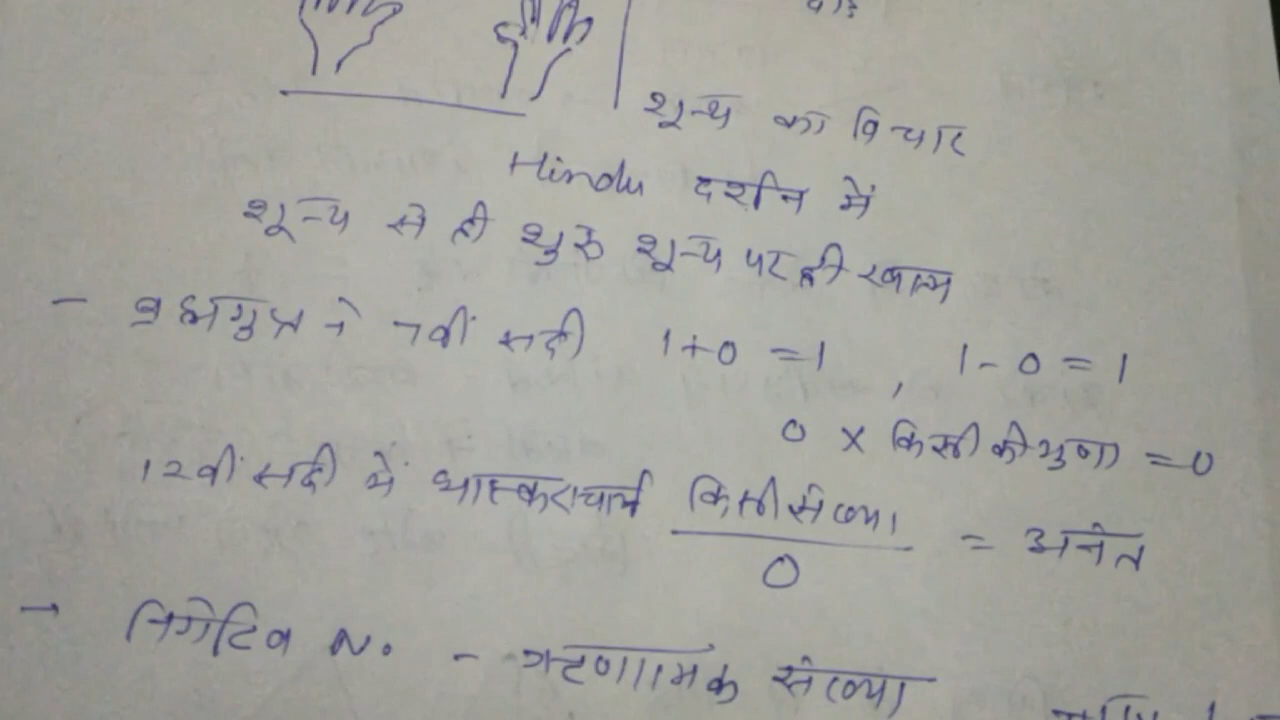 शून्य का विचार
Hindu दर्शन में
शून्य से ही शुरु शून्य पर ही खत्म
- ब्रह्मगुप्त ने 7वीं सदी 1+0 =1 , 1-0=1
0 x किसी की गुणा =0
12वीं सदी में भास्कराचार्य किसी संख्या / 0 = अनंत
→ निगेटिव No. - ऋणात्मक संख्या